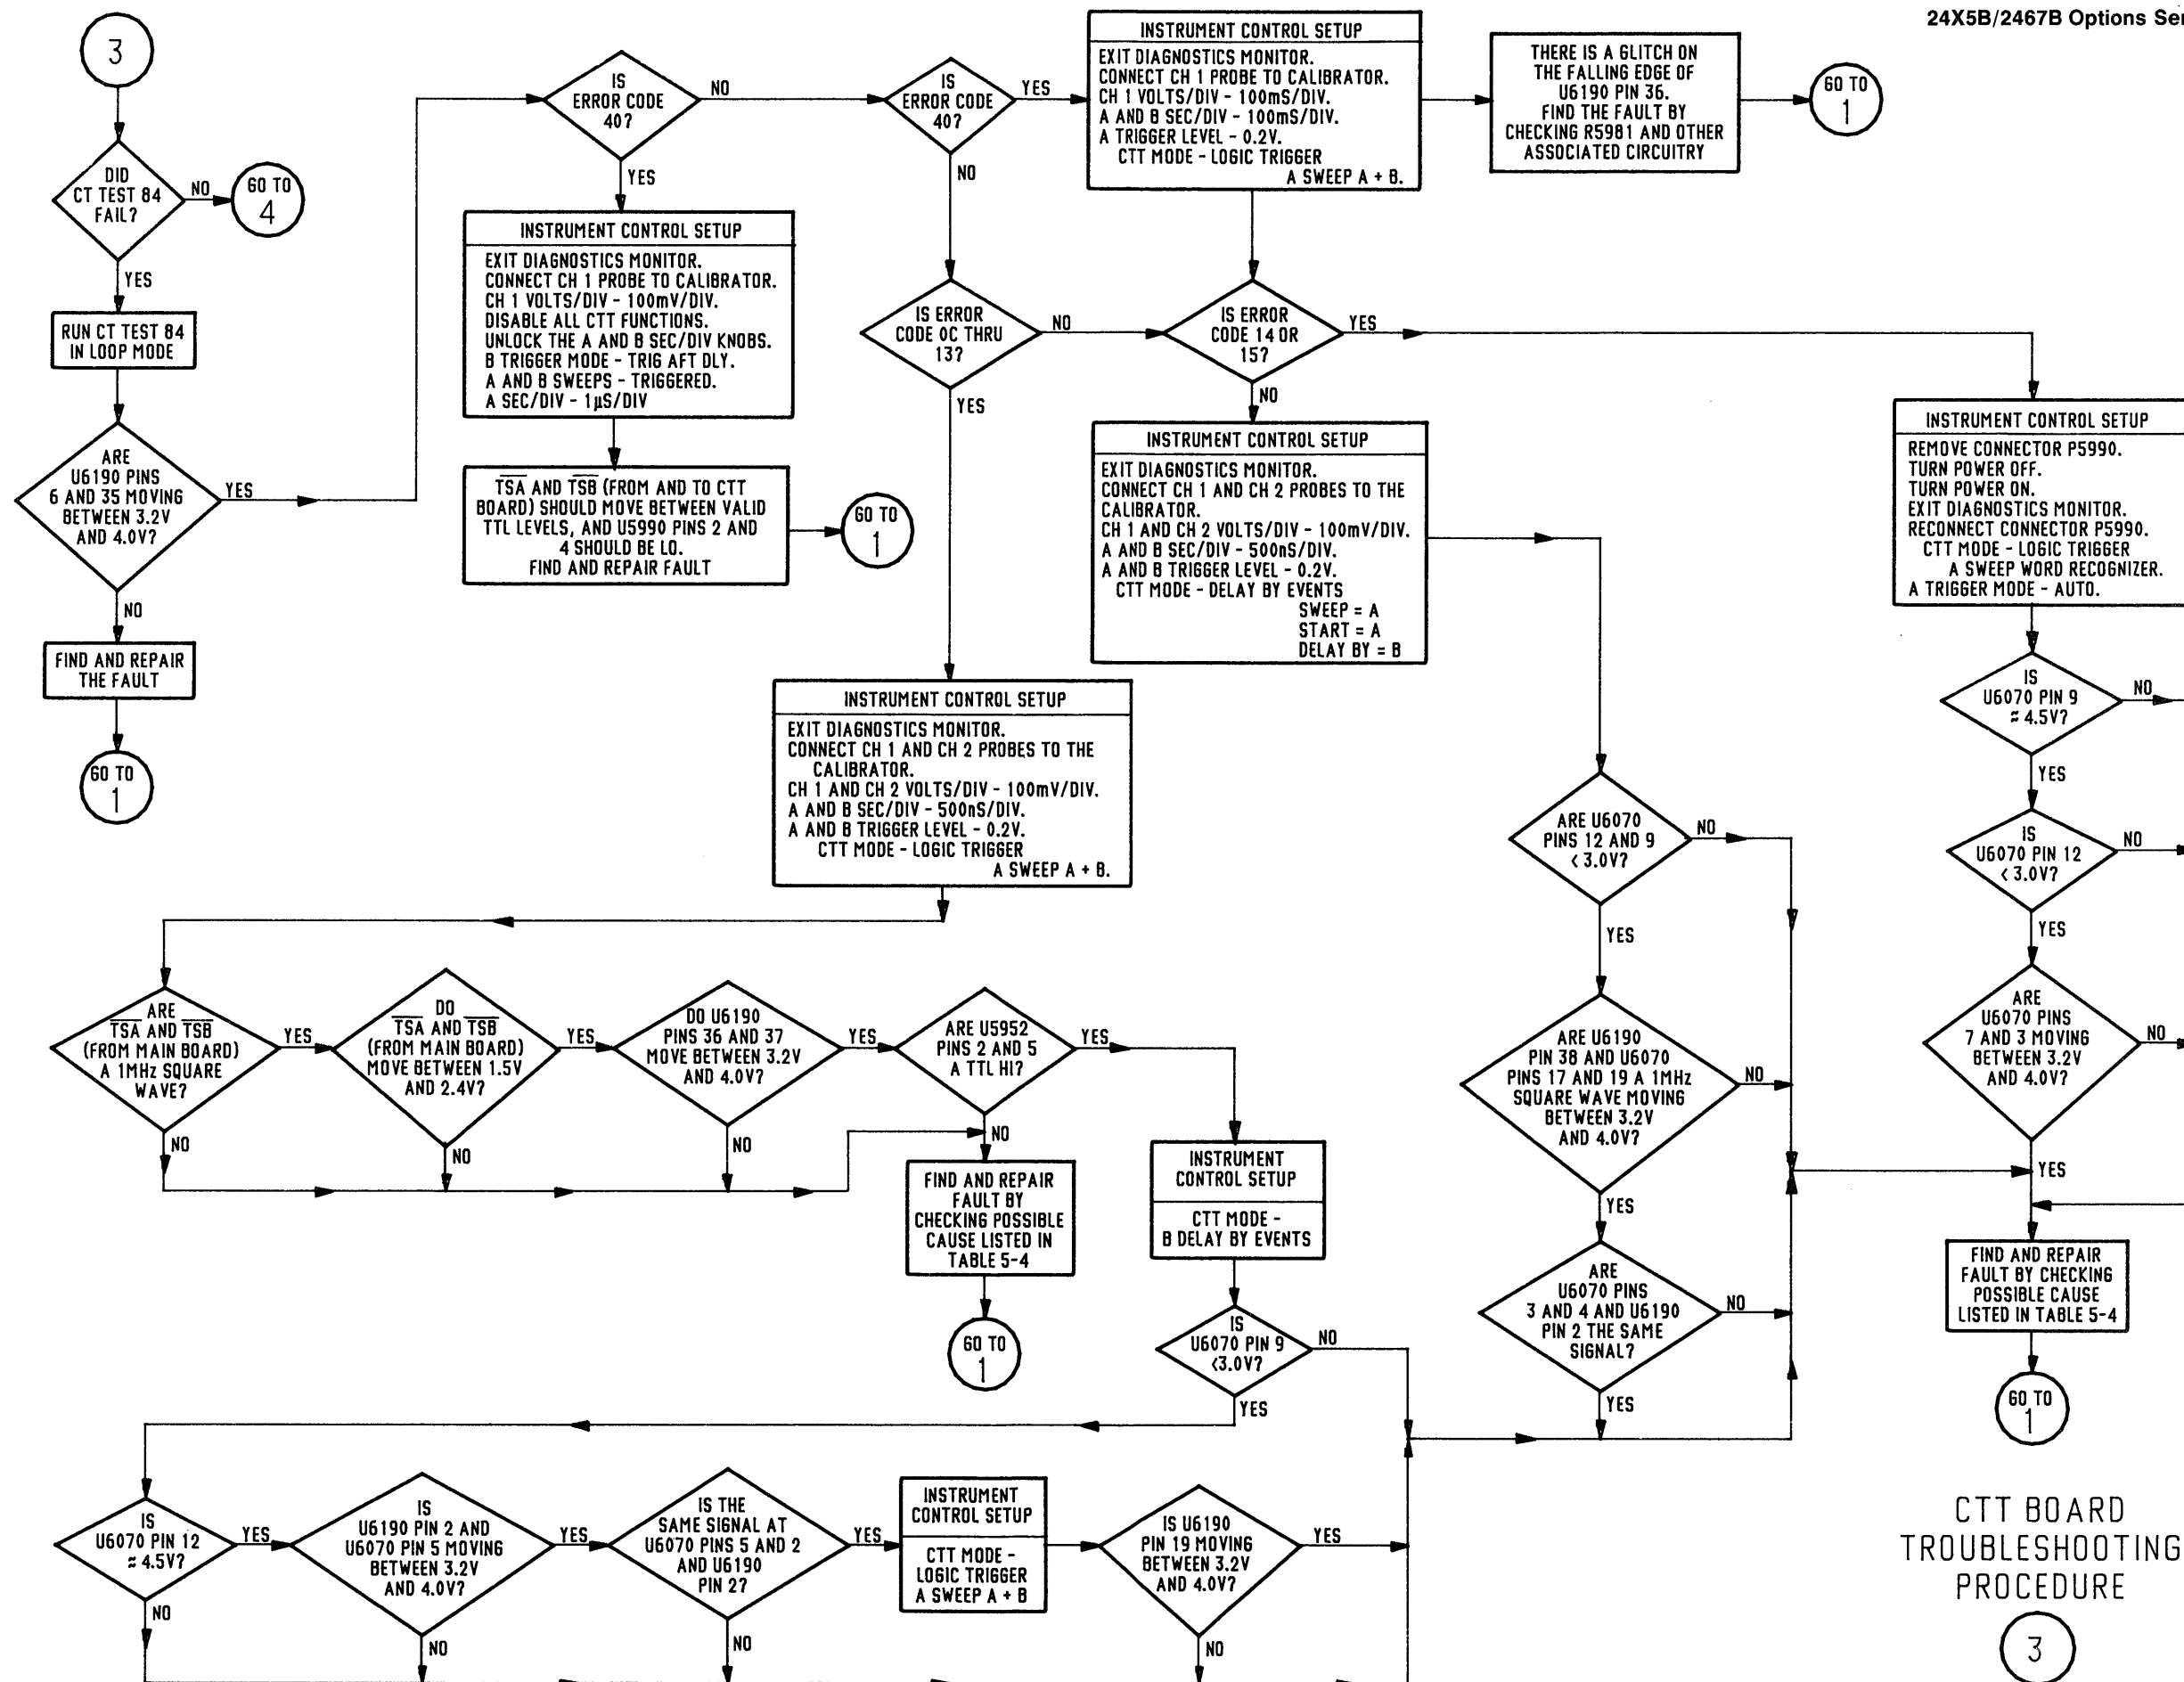 24X5B/2467B Options Ser
3
DID
CT TEST 84
FAIL?
NO
GO TO
4
YES
RUN CT TEST 84
IN LOOP MODE
ARE
U6190 PINS
6 AND 35 MOVING
BETWEEN 3.2V
AND 4.0V?
YES
NO
FIND AND REPAIR
THE FAULT
GO TO
1
IS
ERROR CODE
40?
NO
YES
INSTRUMENT CONTROL SETUP
EXIT DIAGNOSTICS MONITOR.
CONNECT CH 1 PROBE TO CALIBRATOR.
CH 1 VOLTS/DIV - 100mV/DIV.
DISABLE ALL CTT FUNCTIONS.
UNLOCK THE A AND B SEC/DIV KNOBS.
B TRIGGER MODE - TRIG AFT DLY.
A AND B SWEEPS - TRIGGERED.
A SEC/DIV - 1µS/DIV
TSA AND TSB (FROM AND TO CTT
BOARD) SHOULD MOVE BETWEEN VALID
TTL LEVELS, AND U5990 PINS 2 AND
4 SHOULD BE LO.
FIND AND REPAIR FAULT
GO TO
1
IS
ERROR CODE
40?
YES
NO
INSTRUMENT CONTROL SETUP
EXIT DIAGNOSTICS MONITOR.
CONNECT CH 1 PROBE TO CALIBRATOR.
CH 1 VOLTS/DIV - 100mS/DIV.
A AND B SEC/DIV - 100mS/DIV.
A TRIGGER LEVEL - 0.2V.
CTT MODE - LOGIC TRIGGER
A SWEEP A + B.
THERE IS A GLITCH ON
THE FALLING EDGE OF
U6190 PIN 36.
FIND THE FAULT BY
CHECKING R5981 AND OTHER
ASSOCIATED CIRCUITRY
GO TO
1
IS ERROR
CODE 0C THRU
13?
NO
YES
IS ERROR
CODE 14 OR
15?
YES
NO
INSTRUMENT CONTROL SETUP
EXIT DIAGNOSTICS MONITOR.
CONNECT CH 1 AND CH 2 PROBES TO THE
CALIBRATOR.
CH 1 AND CH 2 VOLTS/DIV - 100mV/DIV.
A AND B SEC/DIV - 500nS/DIV.
A AND B TRIGGER LEVEL - 0.2V.
CTT MODE - DELAY BY EVENTS
SWEEP = A
START = A
DELAY BY = B
INSTRUMENT CONTROL SETUP
REMOVE CONNECTOR P5990.
TURN POWER OFF.
TURN POWER ON.
EXIT DIAGNOSTICS MONITOR.
RECONNECT CONNECTOR P5990.
CTT MODE - LOGIC TRIGGER
A SWEEP WORD RECOGNIZER.
A TRIGGER MODE - AUTO.
IS
U6070 PIN 9
≈ 4.5V?
NO
YES
IS
U6070 PIN 12
< 3.0V?
NO
YES
ARE
U6070 PINS
7 AND 3 MOVING
BETWEEN 3.2V
AND 4.0V?
NO
YES
FIND AND REPAIR
FAULT BY CHECKING
POSSIBLE CAUSE
LISTED IN TABLE 5-4
GO TO
1
INSTRUMENT CONTROL SETUP
EXIT DIAGNOSTICS MONITOR.
CONNECT CH 1 AND CH 2 PROBES TO THE
CALIBRATOR.
CH 1 AND CH 2 VOLTS/DIV - 100mV/DIV.
A AND B SEC/DIV - 500nS/DIV.
A AND B TRIGGER LEVEL - 0.2V.
CTT MODE - LOGIC TRIGGER
A SWEEP A + B.
ARE U6070
PINS 12 AND 9
< 3.0V?
NO
YES
ARE U6190
PIN 38 AND U6070
PINS 17 AND 19 A 1MHz
SQUARE WAVE MOVING
BETWEEN 3.2V
AND 4.0V?
NO
YES
ARE
U6070 PINS
3 AND 4 AND U6190
PIN 2 THE SAME
SIGNAL?
NO
YES
ARE
TSA AND TSB
(FROM MAIN BOARD)
A 1MHz SQUARE
WAVE?
YES
NO
DO
TSA AND TSB
(FROM MAIN BOARD)
MOVE BETWEEN 1.5V
AND 2.4V?
YES
NO
DO U6190
PINS 36 AND 37
MOVE BETWEEN 3.2V
AND 4.0V?
YES
NO
ARE U5952
PINS 2 AND 5
A TTL HI?
YES
NO
FIND AND REPAIR
FAULT BY
CHECKING POSSIBLE
CAUSE LISTED IN
TABLE 5-4
GO TO
1
INSTRUMENT
CONTROL SETUP
CTT MODE -
B DELAY BY EVENTS
IS
U6070 PIN 9
<3.0V?
NO
YES
IS
U6070 PIN 12
≈ 4.5V?
YES
NO
IS
U6190 PIN 2 AND
U6070 PIN 5 MOVING
BETWEEN 3.2V
AND 4.0V?
YES
NO
IS THE
SAME SIGNAL AT
U6070 PINS 5 AND 2
AND U6190
PIN 2?
YES
NO
INSTRUMENT
CONTROL SETUP
CTT MODE -
LOGIC TRIGGER
A SWEEP A + B
IS U6190
PIN 19 MOVING
BETWEEN 3.2V
AND 4.0V?
YES
NO
CTT BOARD
TROUBLESHOOTING
PROCEDURE
3